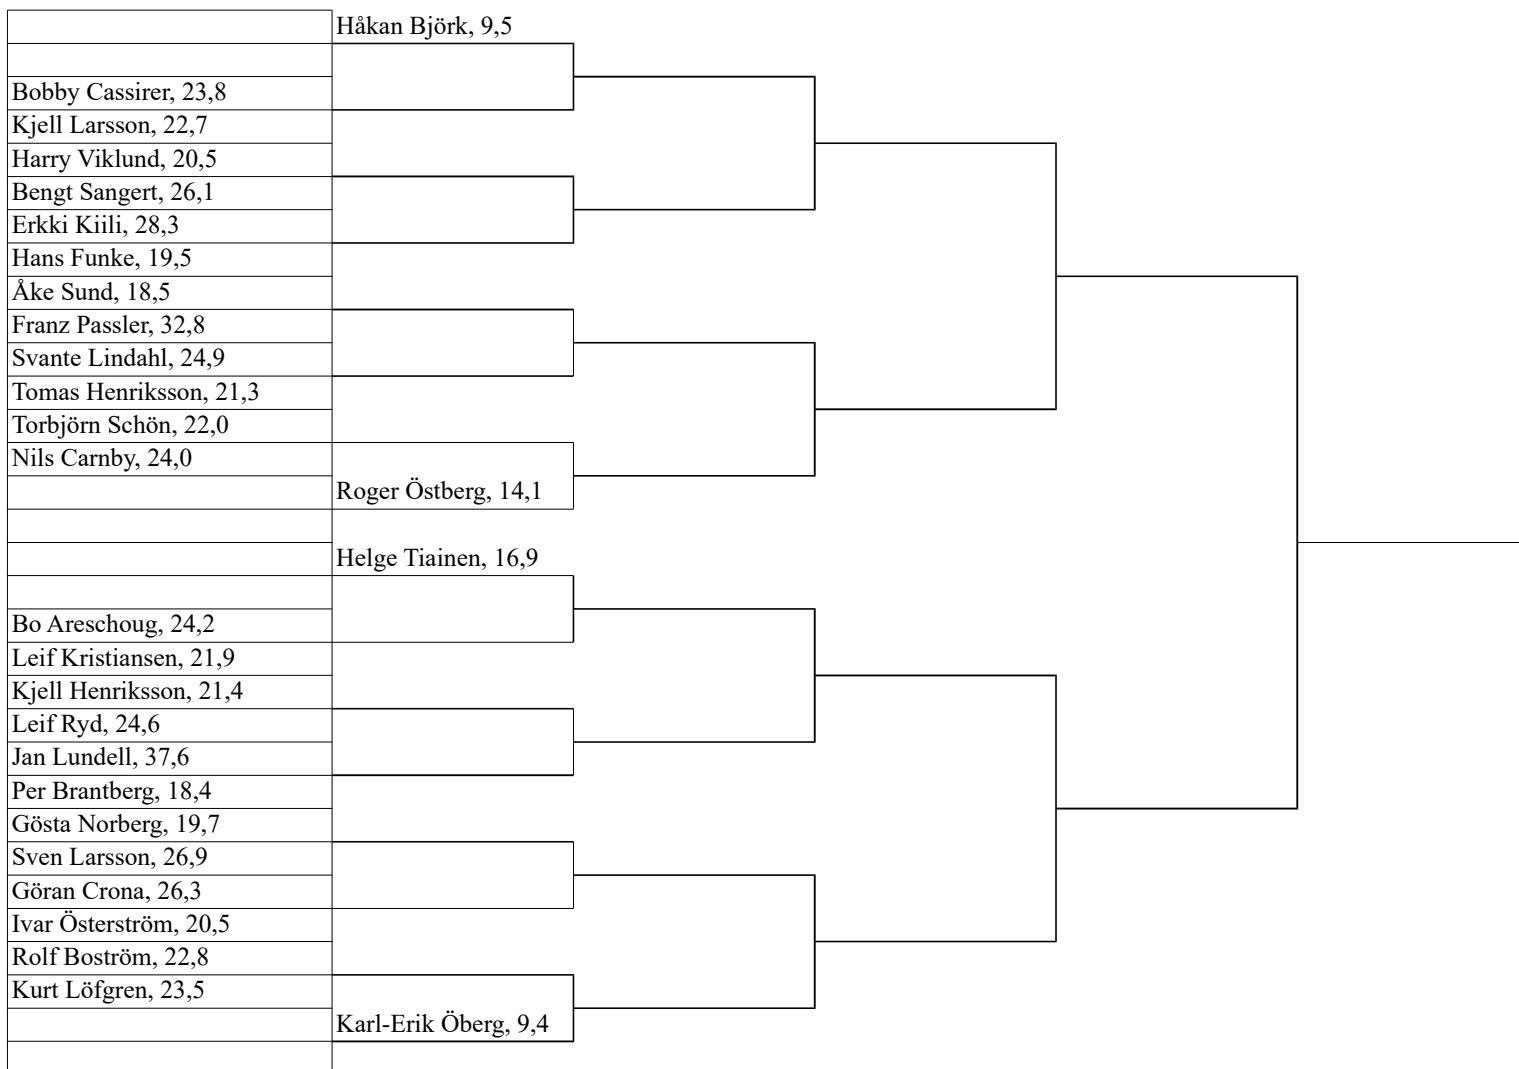 Håkan Björk, 9,5
Bobby Cassirer, 23,8
Kjell Larsson, 22,7
Harry Viklund, 20,5
Bengt Sangert, 26,1
Erkki Kiili, 28,3
Hans Funke, 19,5
Åke Sund, 18,5
Franz Passler, 32,8
Svante Lindahl, 24,9
Tomas Henriksson, 21,3
Torbjörn Schön, 22,0
Nils Carnby, 24,0
Roger Östberg, 14,1
Helge Tiainen, 16,9
Bo Areschoug, 24,2
Leif Kristiansen, 21,9
Kjell Henriksson, 21,4
Leif Ryd, 24,6
Jan Lundell, 37,6
Per Brantberg, 18,4
Gösta Norberg, 19,7
Sven Larsson, 26,9
Göran Crona, 26,3
Ivar Österström, 20,5
Rolf Boström, 22,8
Kurt Löfgren, 23,5
Karl-Erik Öberg, 9,4